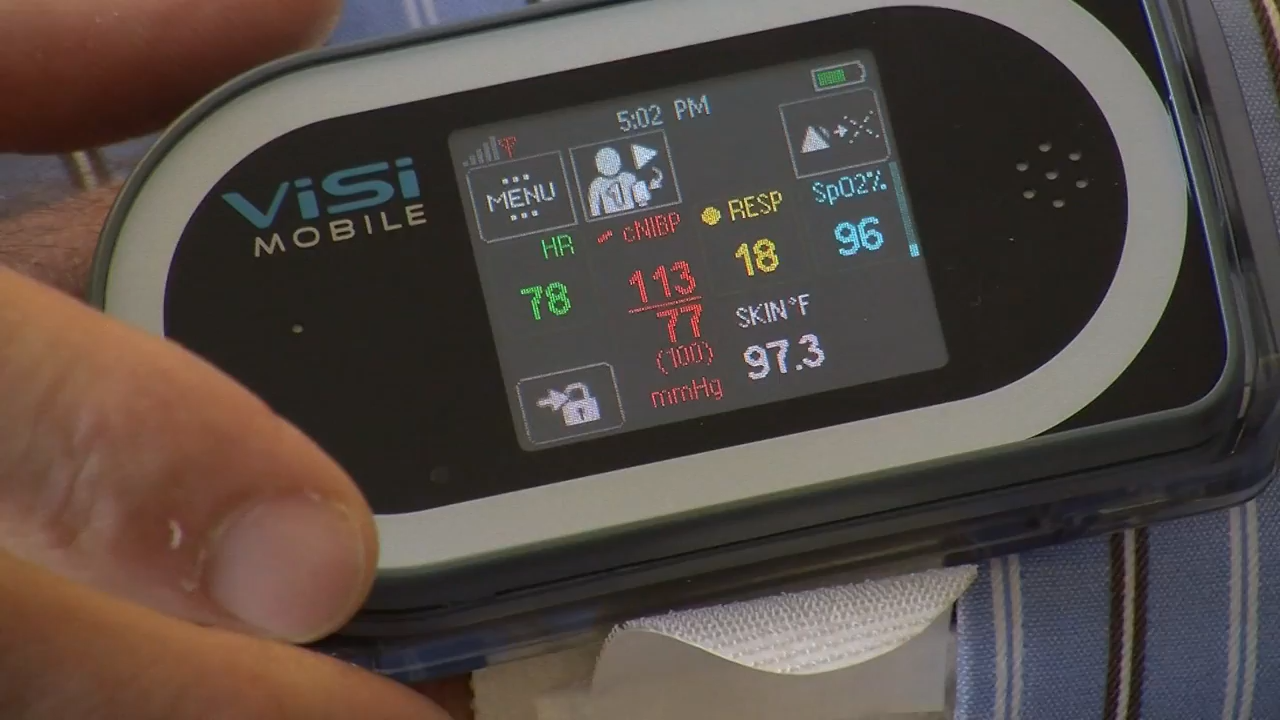 ViSi
MOBILE
5:02 PM
MENU
HR
78
cNIBP
113
77
(100)
mmHg
RESP
18
SpO2%
96
SKIN°F
97.3